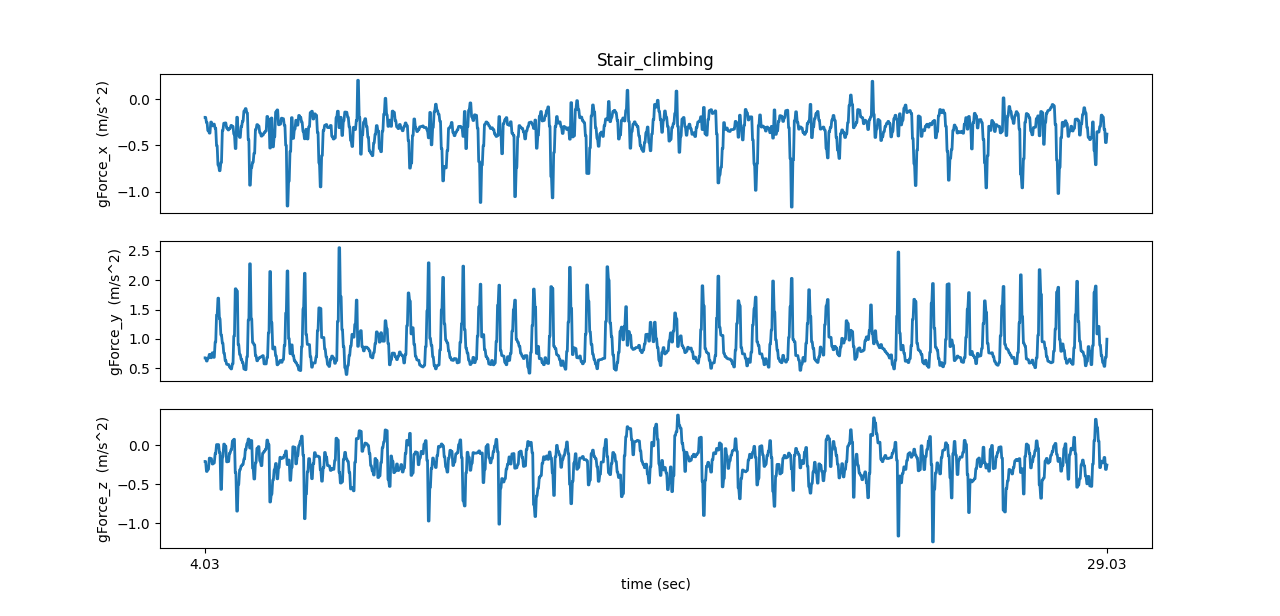 Stair_climbing
gForce_x (m/s^2)
0.0
−0.5
−1.0
gForce_y (m/s^2)
2.5
2.0
1.5
1.0
0.5
gForce_z (m/s^2)
0.0
−0.5
−1.0
4.03
29.03
time (sec)